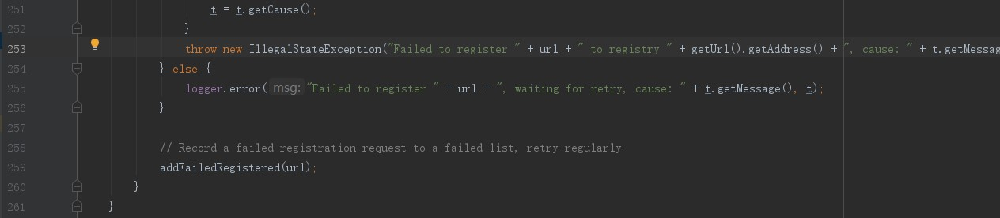 251 t = t.getCause();
252 }
253 throw new IllegalStateException("Failed to register " + url + " to registry " + getUrl().getAddress() + ", cause: " + t.getMessag
254 } else {
255 logger.error( msg: "Failed to register " + url + ", waiting for retry, cause: " + t.getMessage(), t);
256 }
257
258 // Record a failed registration request to a failed list, retry regularly
259 addFailedRegistered(url);
260 }
261 }